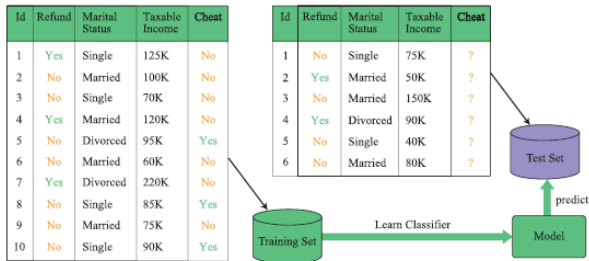 Id Refund Marital Status Taxable Income Cheat
1 Yes Single 125K No
2 No Married 100K No
3 No Single 70K No
4 Yes Married 120K No
5 No Divorced 95K Yes
6 No Married 60K No
7 Yes Divorced 220K No
8 No Single 85K Yes
9 No Married 75K No
10 No Single 90K Yes
Id Refund Marital Status Taxable Income Cheat
1 No Single 75K ?
2 Yes Married 50K ?
3 No Married 150K ?
4 Yes Divorced 90K ?
5 No Single 40K ?
6 No Married 80K ?
Test Set
predict
Learn Classifier
Training Set
Model